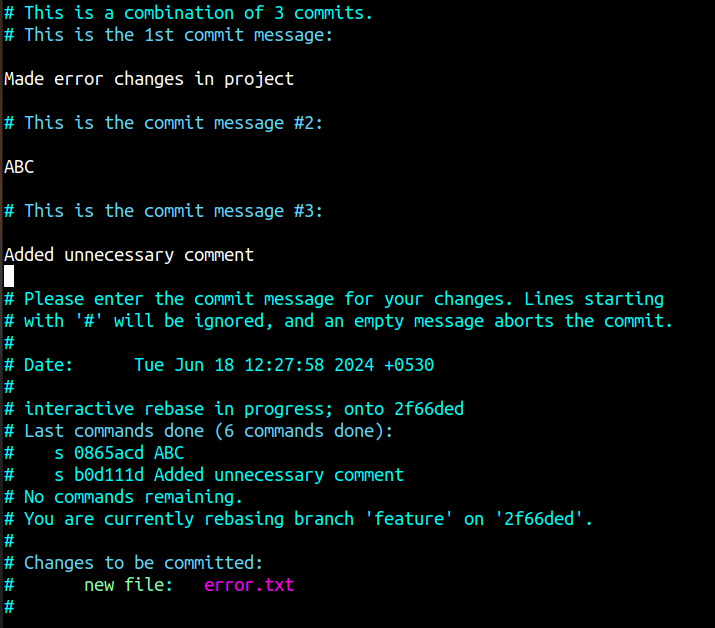 # This is a combination of 3 commits.
# This is the 1st commit message:
Made error changes in project
# This is the commit message #2:
ABC
# This is the commit message #3:
Added unnecessary comment
# Please enter the commit message for your changes. Lines starting
# with '#' will be ignored, and an empty message aborts the commit.
#
# Date:      Tue Jun 18 12:27:58 2024 +0530
#
# interactive rebase in progress; onto 2f66ded
# Last commands done (6 commands done):
#    s 0865acd ABC
#    s b0d111d Added unnecessary comment
# No commands remaining.
# You are currently rebasing branch 'feature' on '2f66ded'.
#
# Changes to be committed:
#       new file:   error.txt
#